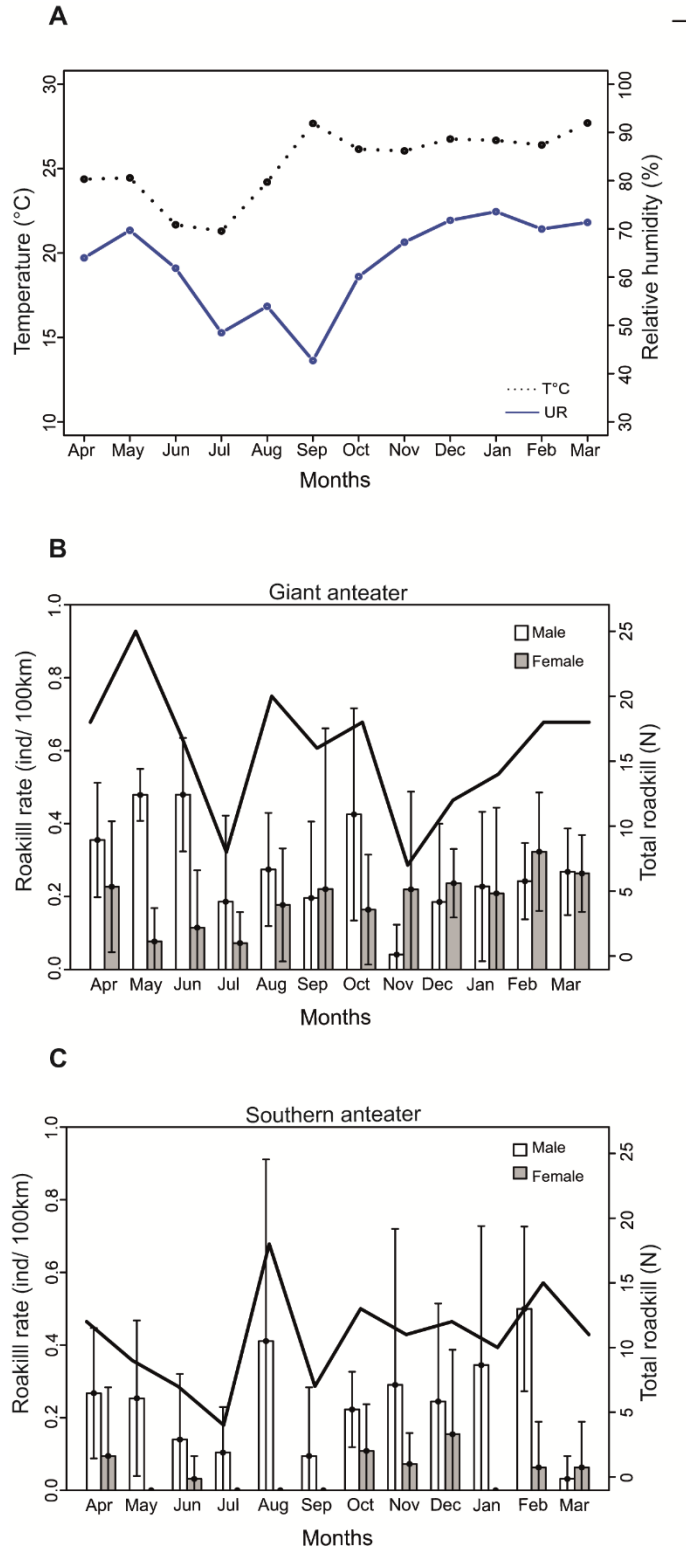 A
30
25
20
15
10
Temperature (°C)
100
90
80
70
60
50
40
30
Relative humidity (%)
T°C
UR
Apr May Jun Jul Aug Sep Oct Nov Dec Jan Feb Mar
Months
B
Giant anteater
1.0
0.8
0.6
0.4
0.2
0.0
Roakilll rate (ind/ 100km)
Male
Female
25
20
15
10
5
0
Total roadkill (N)
Apr May Jun Jul Aug Sep Oct Nov Dec Jan Feb Mar
Months
C
Southern anteater
1.0
0.8
0.6
0.4
0.2
0.0
Roakilll rate (ind/ 100km)
Male
Female
25
20
15
10
5
0
Total roadkill (N)
Apr May Jun Jul Aug Sep Oct Nov Dec Jan Feb Mar
Months